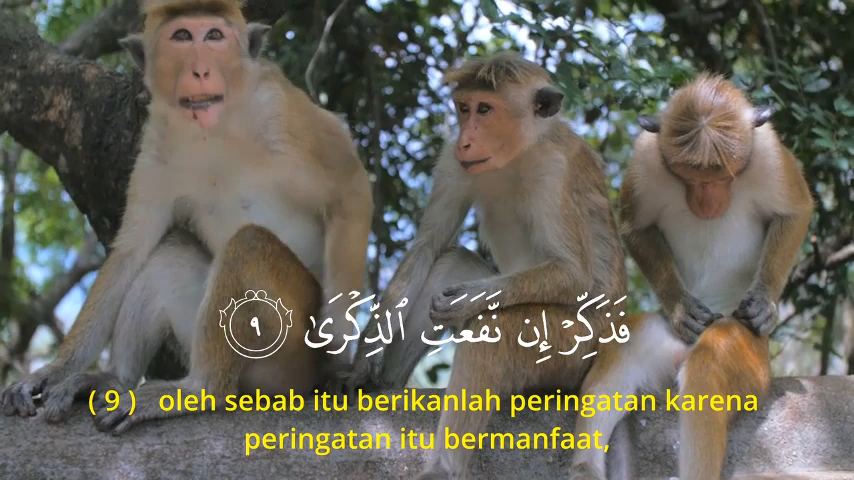 فَذَكِّرْ إِن نَّفَعَتِ ٱلذِّكْرَىٰ ٩
( 9 ) oleh sebab itu berikanlah peringatan karena
peringatan itu bermanfaat,